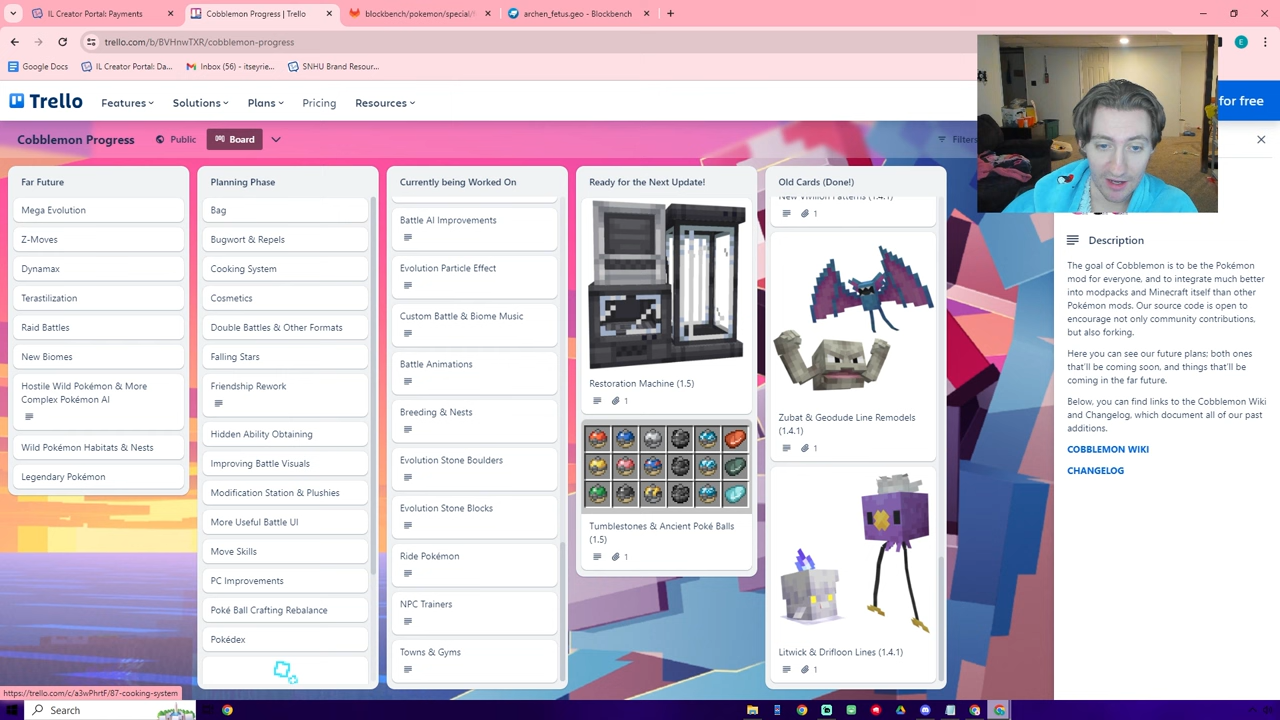 IL Creator Portal: Payments
Cobblemon Progress | Trello
blockbench/pokemon/special/f
archen_fetus.geo - Blockbench
trello.com/b/BVHnwTXR/cobblemon-progress
E
Google Docs
IL Creator Portal: Da...
Inbox (56) - itseyrie...
SNHU Brand Resour...
Trello
Features
Solutions
Plans
Pricing
Resources
for free
Cobblemon Progress
Public
Board
Filters
Far Future
Mega Evolution
Z-Moves
Dynamax
Terastilization
Raid Battles
New Biomes
Hostile Wild Pokémon & More
Complex Pokémon AI
Wild Pokémon Habitats & Nests
Legendary Pokémon
Planning Phase
Bag
Bugwort & Repels
Cooking System
Cosmetics
Double Battles & Other Formats
Falling Stars
Friendship Rework
Hidden Ability Obtaining
Improving Battle Visuals
Modification Station & Plushies
More Useful Battle UI
Move Skills
PC Improvements
Poké Ball Crafting Rebalance
Pokédex
Currently being Worked On
Battle AI Improvements
Evolution Particle Effect
Custom Battle & Biome Music
Battle Animations
Breeding & Nests
Evolution Stone Boulders
Evolution Stone Blocks
Ride Pokémon
NPC Trainers
Towns & Gyms
Ready for the Next Update!
Restoration Machine (1.5)
1
Tumblestones & Ancient Poké Balls
(1.5)
1
Old Cards (Done!)
New Vivillon Patterns (1.4.1)
1
Zubat & Geodude Line Remodels
(1.4.1)
1
Litwick & Drifloon Lines (1.4.1)
1
Description
The goal of Cobblemon is to be the Pokémon
mod for everyone, and to integrate much better
into modpacks and Minecraft itself than other
Pokémon mods. Our source code is open to
encourage not only community contributions,
but also forking.
Here you can see our future plans; both ones
that'll be coming soon, and things that'll be
coming in the far future.
Below, you can find links to the Cobblemon Wiki
and Changelog, which document all of our past
additions.
COBBLEMON WIKI
CHANGELOG
https://trello.com/c/a3wPhrtF/87-cooking-system
Search